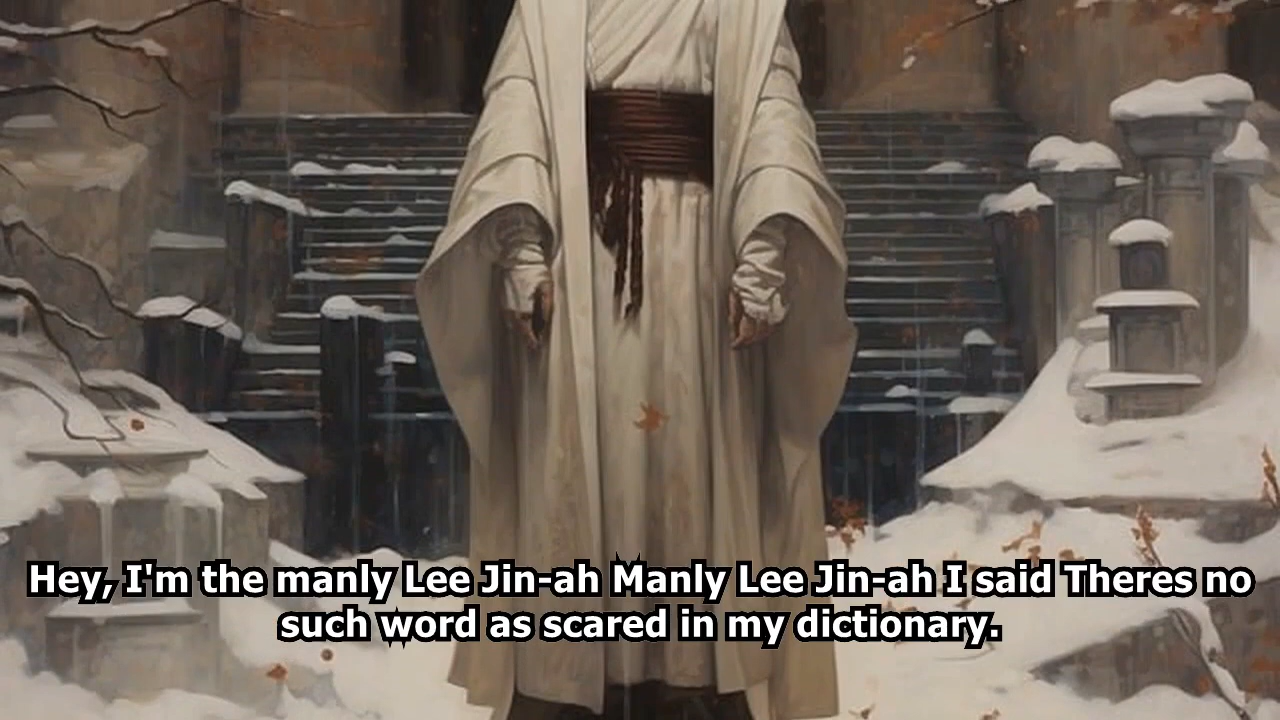 Hey, I'm the manly Lee Jin-ah Manly Lee Jin-ah I said Theres no
such word as scared in my dictionary.